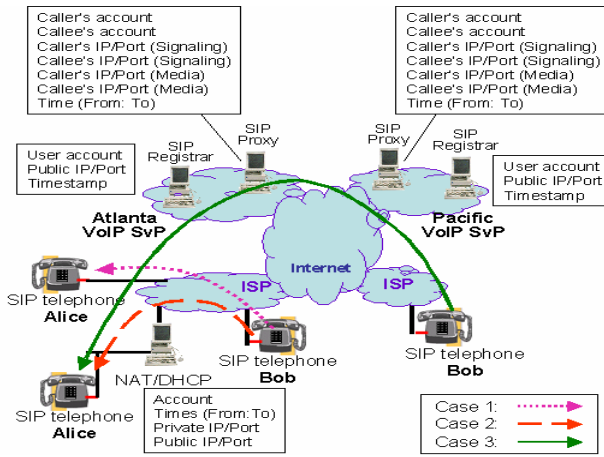 Caller's account
Callee's account
Caller's IP/Port (Signaling)
Callee's IP/Port (Signaling)
Caller's IP/Port (Media)
Callee's IP/Port (Media)
Time (From: To)
Caller's account
Callee's account
Caller's IP/Port (Signaling)
Callee's IP/Port (Signaling)
Caller's IP/Port (Media)
Callee's IP/Port (Media)
Time (From: To)
SIP
Proxy
SIP
Registrar
SIP
Proxy
SIP
Registrar
User account
Public IP/Port
Timestamp
User account
Public IP/Port
Timestamp
Atlanta
VoIP SvP
Pacific
VoIP SvP
Internet
ISP
ISP
SIP telephone
Alice
SIP telephone
Bob
SIP telephone
Bob
NAT/DHCP
SIP telephone
Alice
Account
Times (From:To)
Private IP/Port
Public IP/Port
Case 1:
Case 2:
Case 3: